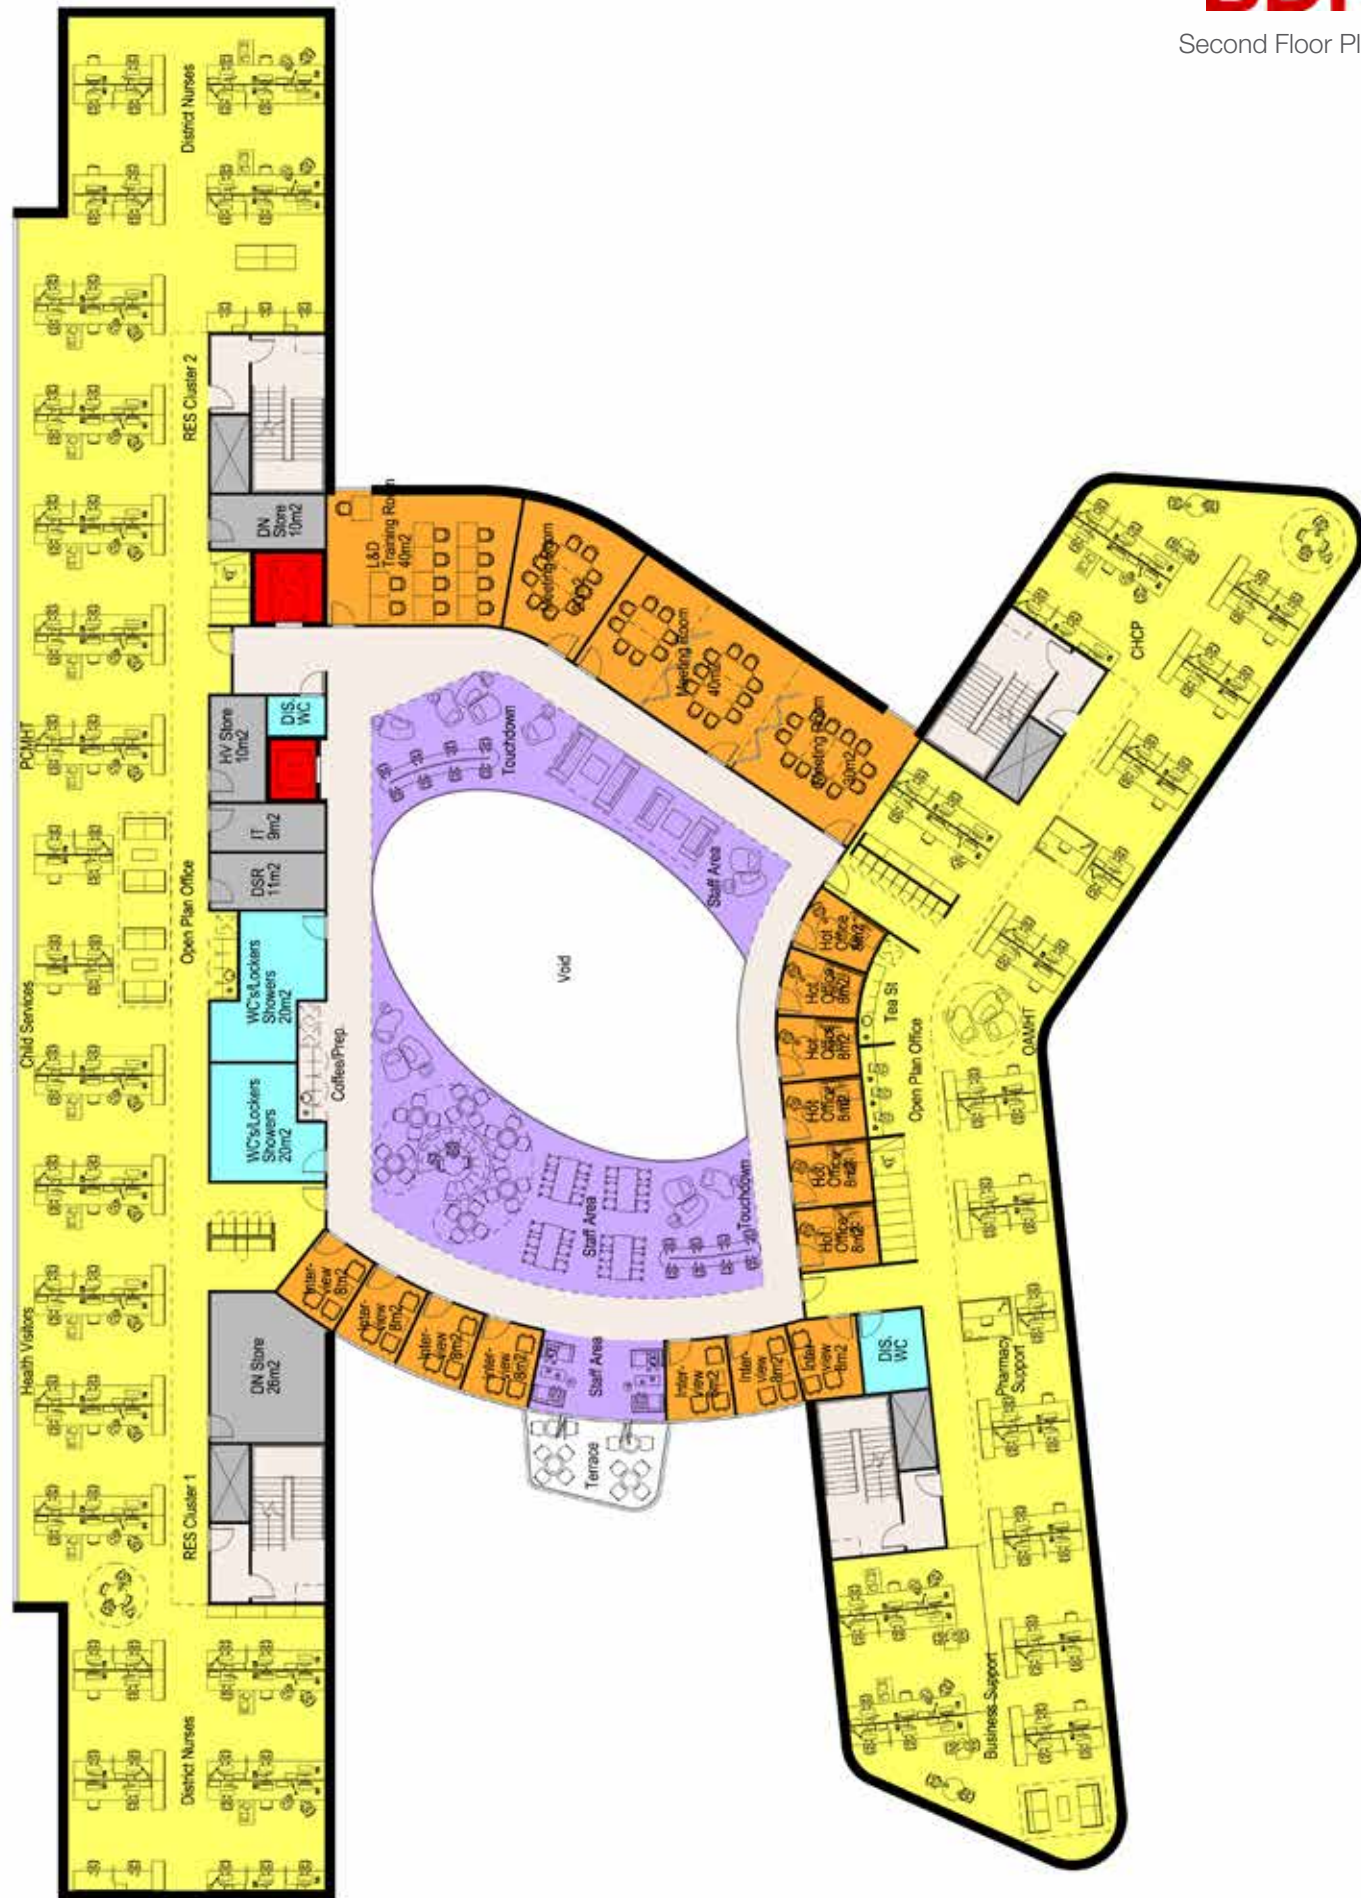 Second Floor Pl
District Nurses
RES Cluster 2
DN
Store
10m2
L&D
Training Room
40m2
Meeting Room
20m2
Meeting Room
40m2
Meeting Room
20m2
CHCP
PCMHT
HV Store
10m2
DIS.
WC
Touchdown
IT
9m2
DSR
11m2
Staff Area
Open Plan Office
Child Services
WC's/Lockers
Showers
20m2
WC's/Lockers
Showers
20m2
Coffee/Prep.
Void
Hot
Office
8m2
Hot
Office
8m2
Hot
Office
8m2
Hot
Office
8m2
Hot
Office
8m2
Hot
Office
8m2
Tea St
Open Plan Office
OAMHT
Staff Area
Touchdown
Health Visitors
DN Store
26m2
Inter-
view
8m2
Inter-
view
8m2
Inter-
view
8m2
Inter-
view
8m2
Staff Area
Inter-
view
8m2
Inter-
view
8m2
Inter-
view
8m2
DIS.
WC
Pharmacy
Support
Terrace
RES Cluster 1
District Nurses
Business Support